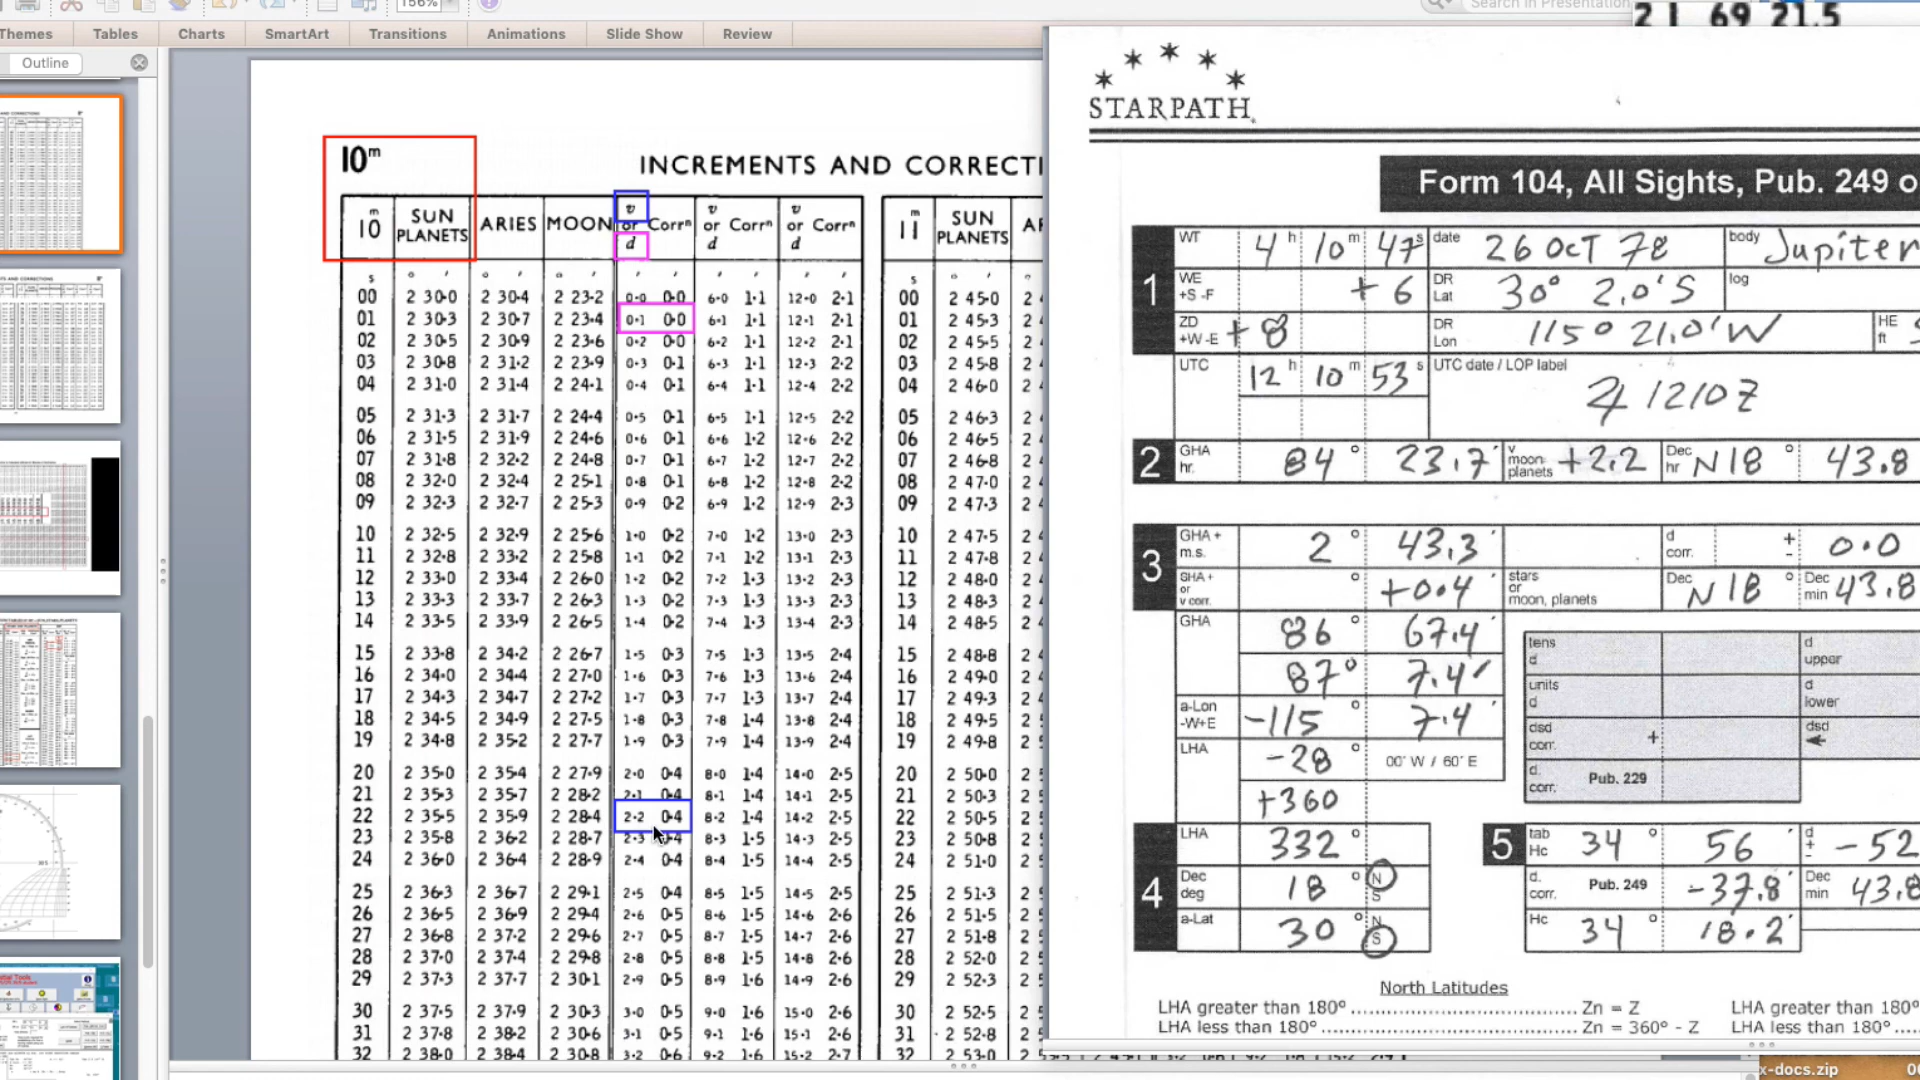 156%
Search in Presentation
21 69 21.5
Themes Tables Charts SmartArt Transitions Animations Slide Show Review
Outline
10m
INCREMENTS AND CORRECTI
m 10 SUN PLANETS ARIES MOON v or d Corrn v or d Corrn v or d Corrn
m 11 SUN PLANETS
00 2 30·0 2 30·4 2 23·2 0·0 0·0 6·0 1·1 12·0 2·1 00 2 45·0
01 2 30·3 2 30·7 2 23·4 0·1 0·0 6·1 1·1 12·1 2·1 01 2 45·3
02 2 30·5 2 30·9 2 23·6 0·2 0·0 6·2 1·1 12·2 2·1 02 2 45·5
03 2 30·8 2 31·2 2 23·9 0·3 0·1 6·3 1·1 12·3 2·2 03 2 45·8
04 2 31·0 2 31·4 2 24·1 0·4 0·1 6·4 1·1 12·4 2·2 04 2 46·0
05 2 31·3 2 31·7 2 24·4 0·5 0·1 6·5 1·1 12·5 2·2 05 2 46·3
06 2 31·5 2 31·9 2 24·6 0·6 0·1 6·6 1·2 12·6 2·2 06 2 46·5
07 2 31·8 2 32·2 2 24·8 0·7 0·1 6·7 1·2 12·7 2·2 07 2 46·8
08 2 32·0 2 32·4 2 25·1 0·8 0·1 6·8 1·2 12·8 2·2 08 2 47·0
09 2 32·3 2 32·7 2 25·3 0·9 0·2 6·9 1·2 12·9 2·3 09 2 47·3
10 2 32·5 2 32·9 2 25·6 1·0 0·2 7·0 1·2 13·0 2·3 10 2 47·5
11 2 32·8 2 33·2 2 25·8 1·1 0·2 7·1 1·2 13·1 2·3 11 2 47·8
12 2 33·0 2 33·4 2 26·0 1·2 0·2 7·2 1·3 13·2 2·3 12 2 48·0
13 2 33·3 2 33·7 2 26·3 1·3 0·2 7·3 1·3 13·3 2·3 13 2 48·3
14 2 33·5 2 33·9 2 26·5 1·4 0·2 7·4 1·3 13·4 2·3 14 2 48·5
15 2 33·8 2 34·2 2 26·7 1·5 0·3 7·5 1·3 13·5 2·4 15 2 48·8
16 2 34·0 2 34·4 2 27·0 1·6 0·3 7·6 1·3 13·6 2·4 16 2 49·0
17 2 34·3 2 34·7 2 27·2 1·7 0·3 7·7 1·3 13·7 2·4 17 2 49·3
18 2 34·5 2 34·9 2 27·5 1·8 0·3 7·8 1·4 13·8 2·4 18 2 49·5
19 2 34·8 2 35·2 2 27·7 1·9 0·3 7·9 1·4 13·9 2·4 19 2 49·8
20 2 35·0 2 35·4 2 27·9 2·0 0·4 8·0 1·4 14·0 2·5 20 2 50·0
21 2 35·3 2 35·7 2 28·2 2·1 0·4 8·1 1·4 14·1 2·5 21 2 50·3
22 2 35·5 2 35·9 2 28·4 2·2 0·4 8·2 1·4 14·2 2·5 22 2 50·5
23 2 35·8 2 36·2 2 28·7 2·3 0·4 8·3 1·5 14·3 2·5 23 2 50·8
24 2 36·0 2 36·4 2 28·9 2·4 0·4 8·4 1·5 14·4 2·5 24 2 51·0
25 2 36·3 2 36·7 2 29·1 2·5 0·4 8·5 1·5 14·5 2·5 25 2 51·3
26 2 36·5 2 36·9 2 29·4 2·6 0·5 8·6 1·5 14·6 2·6 26 2 51·5
27 2 36·8 2 37·2 2 29·6 2·7 0·5 8·7 1·5 14·7 2·6 27 2 51·8
28 2 37·0 2 37·4 2 29·8 2·8 0·5 8·8 1·5 14·8 2·6 28 2 52·0
29 2 37·3 2 37·7 2 30·1 2·9 0·5 8·9 1·6 14·9 2·6 29 2 52·3
30 2 37·5 2 37·9 2 30·3 3·0 0·5 9·0 1·6 15·0 2·6 30 2 52·5
31 2 37·8 2 38·2 2 30·6 3·1 0·5 9·1 1·6 15·1 2·6 31 2 52·8
32 2 38·0 2 38·4 2 30·8 3·2 0·6 9·2 1·6 15·2 2·7 32 2 53·0
STARPATH
Form 104, All Sights, Pub. 249 o
1 WT 4 h 10 m 47 s date 26 OCT 78 body Jupiter
WE +S -F +6 DR Lat 30° 2.0'S log
ZD +W -E +8 DR Lon 115° 21.0'W HE ft
UTC 12 h 10 m 53 s UTC date / LOP label
♃ 1210Z
2 GHA hr. 84 ° 23.7' v moon planets +2.2 Dec hr N18 ° 43.8
3 GHA + m.s. 2 ° 43.3' d corr. + - 0.0
SHA + or v corr. ° +0.4' stars or moon, planets Dec N18 ° Dec min 43.8
GHA 86 ° 67.4'
87° 7.4'
a-Lon -W+E -115 ° 7.4'
LHA -28 ° 00' W / 60' E
+360
tens d d upper
units d d lower
dsd corr. + dsd
d. corr. Pub. 229
4 LHA 332 °
Dec deg 18 ° N S
a-Lat 30 ° N S
5 tab Hc 34 ° 56 ' d + - -52
d. corr. Pub. 249 -37.8' Dec min 43.8
Hc 34 ° 18.2'
North Latitudes
LHA greater than 180° ............ Zn = Z LHA greater than 180°
LHA less than 180° ............ Zn = 360° - Z LHA less than 180°
x-docs.zip